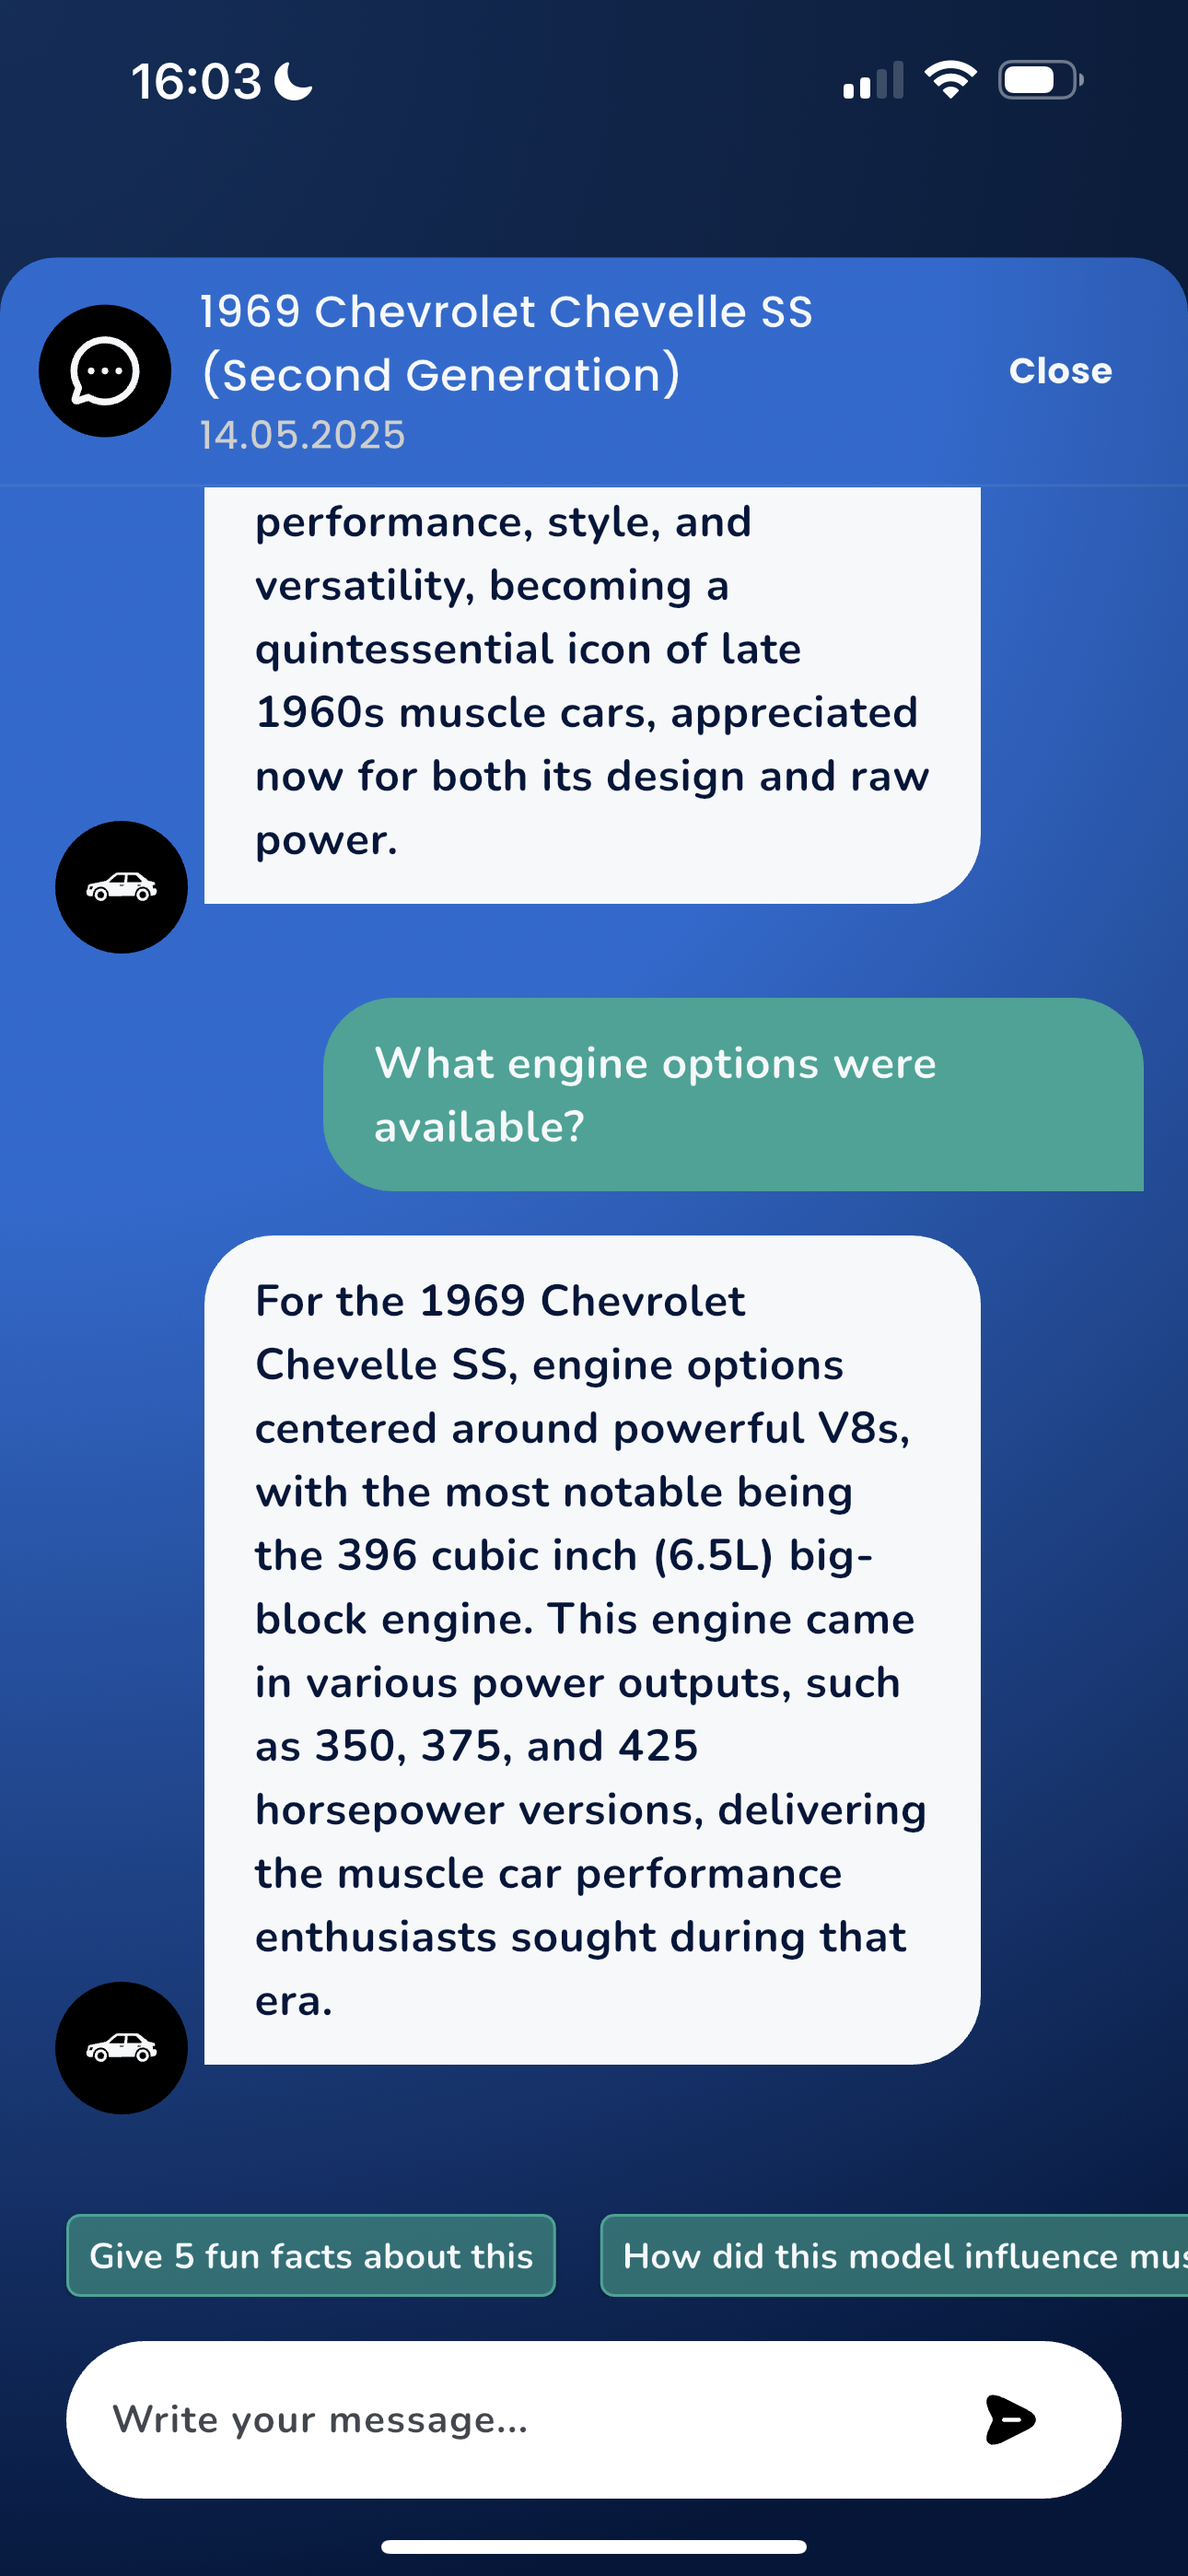 16:03
1969 Chevrolet Chevelle SS
(Second Generation)
14.05.2025
Close
performance, style, and
versatility, becoming a
quintessential icon of late
1960s muscle cars, appreciated
now for both its design and raw
power.
What engine options were
available?
For the 1969 Chevrolet
Chevelle SS, engine options
centered around powerful V8s,
with the most notable being
the 396 cubic inch (6.5L) big-
block engine. This engine came
in various power outputs, such
as 350, 375, and 425
horsepower versions, delivering
the muscle car performance
enthusiasts sought during that
era.
Give 5 fun facts about this
How did this model influence
Write your message...